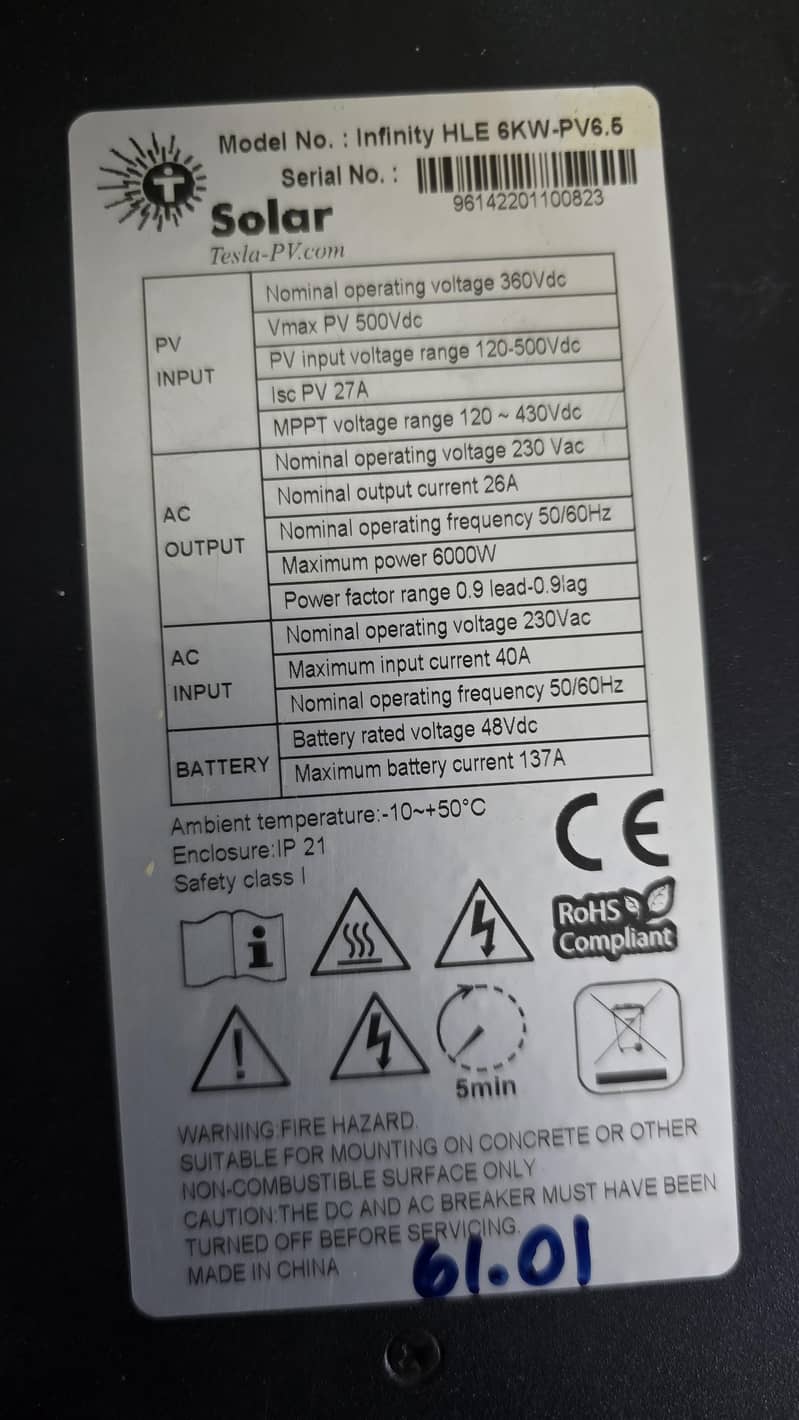 Model No. : Infinity HLE 6KW-PV6.5
Serial No. :
96142201100823
Solar
Tesla-PV.com
PV INPUT
Nominal operating voltage 360Vdc
Vmax PV 500Vdc
PV input voltage range 120-500Vdc
Isc PV 27A
MPPT voltage range 120 ~ 430Vdc
AC OUTPUT
Nominal operating voltage 230 Vac
Nominal output current 26A
Nominal operating frequency 50/60Hz
Maximum power 6000W
Power factor range 0.9 lead-0.9lag
AC INPUT
Nominal operating voltage 230Vac
Maximum input current 40A
Nominal operating frequency 50/60Hz
BATTERY
Battery rated voltage 48Vdc
Maximum battery current 137A
Ambient temperature:-10~+50°C
Enclosure:IP 21
Safety class I
CE
RoHS
Compliant
5min
WARNING:FIRE HAZARD.
SUITABLE FOR MOUNTING ON CONCRETE OR OTHER
NON-COMBUSTIBLE SURFACE ONLY
CAUTION:THE DC AND AC BREAKER MUST HAVE BEEN
TURNED OFF BEFORE SERVICING.
MADE IN CHINA
61.01